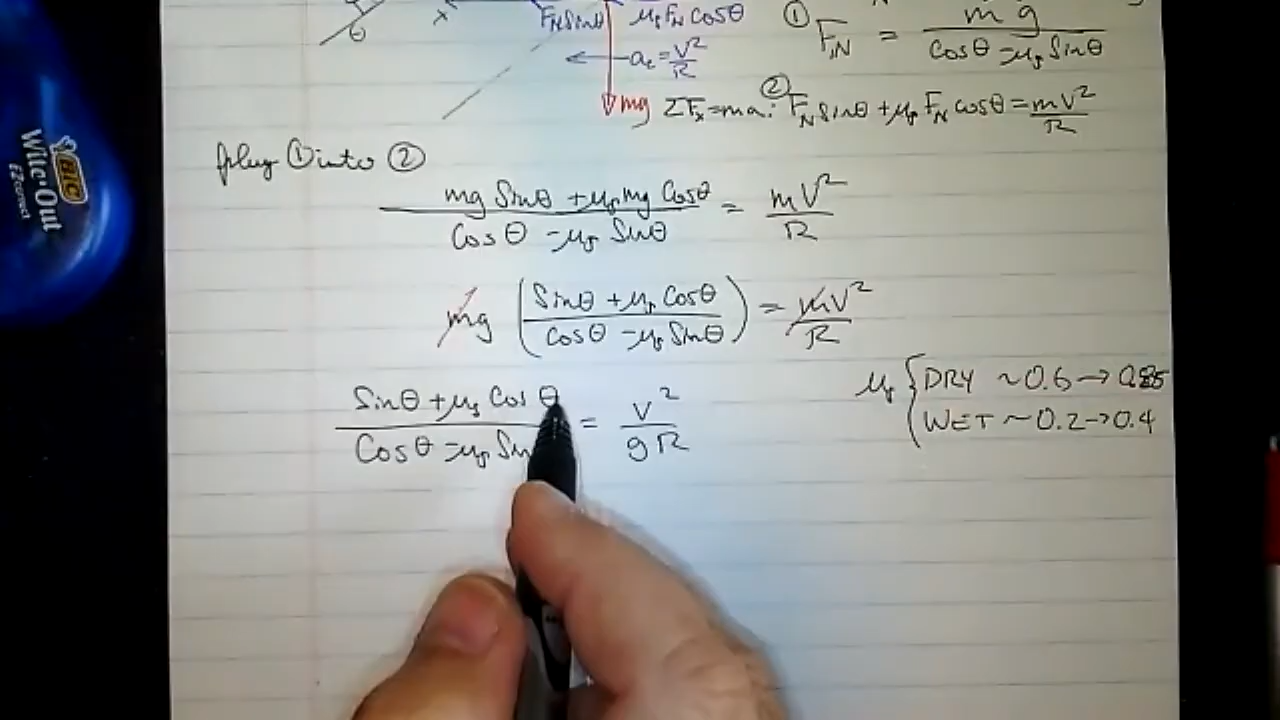 θ
x
F_N sinθ
μ_s F_N cosθ
a_c = v²/R
mg
① F_N = mg / (cosθ - μ_s sinθ)
ΣF_x = ma: ② F_N sinθ + μ_s F_N cosθ = mv²/R
plug ① into ②
(mg sinθ + μ_s mg cosθ) / (cosθ - μ_s sinθ) = mv²/R
mg ((sinθ + μ_s cosθ) / (cosθ - μ_s sinθ)) = mv²/R
(sinθ + μ_s cosθ) / (cosθ - μ_s sin = v²/gR
μ_s { DRY ~0.6→0.85
WET ~0.2→0.4
BIC
Wite·Out
EZcorrect